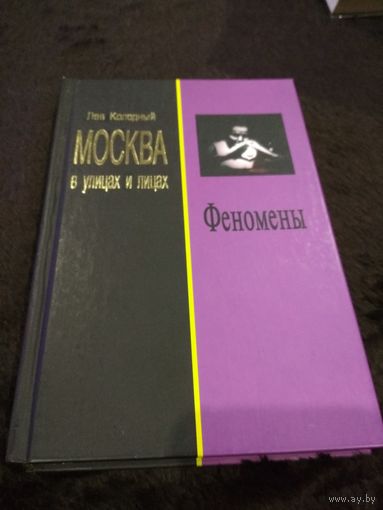 Лев Колодный
МОСКВА
в улицах и лицах
Феномены
www.ay.by